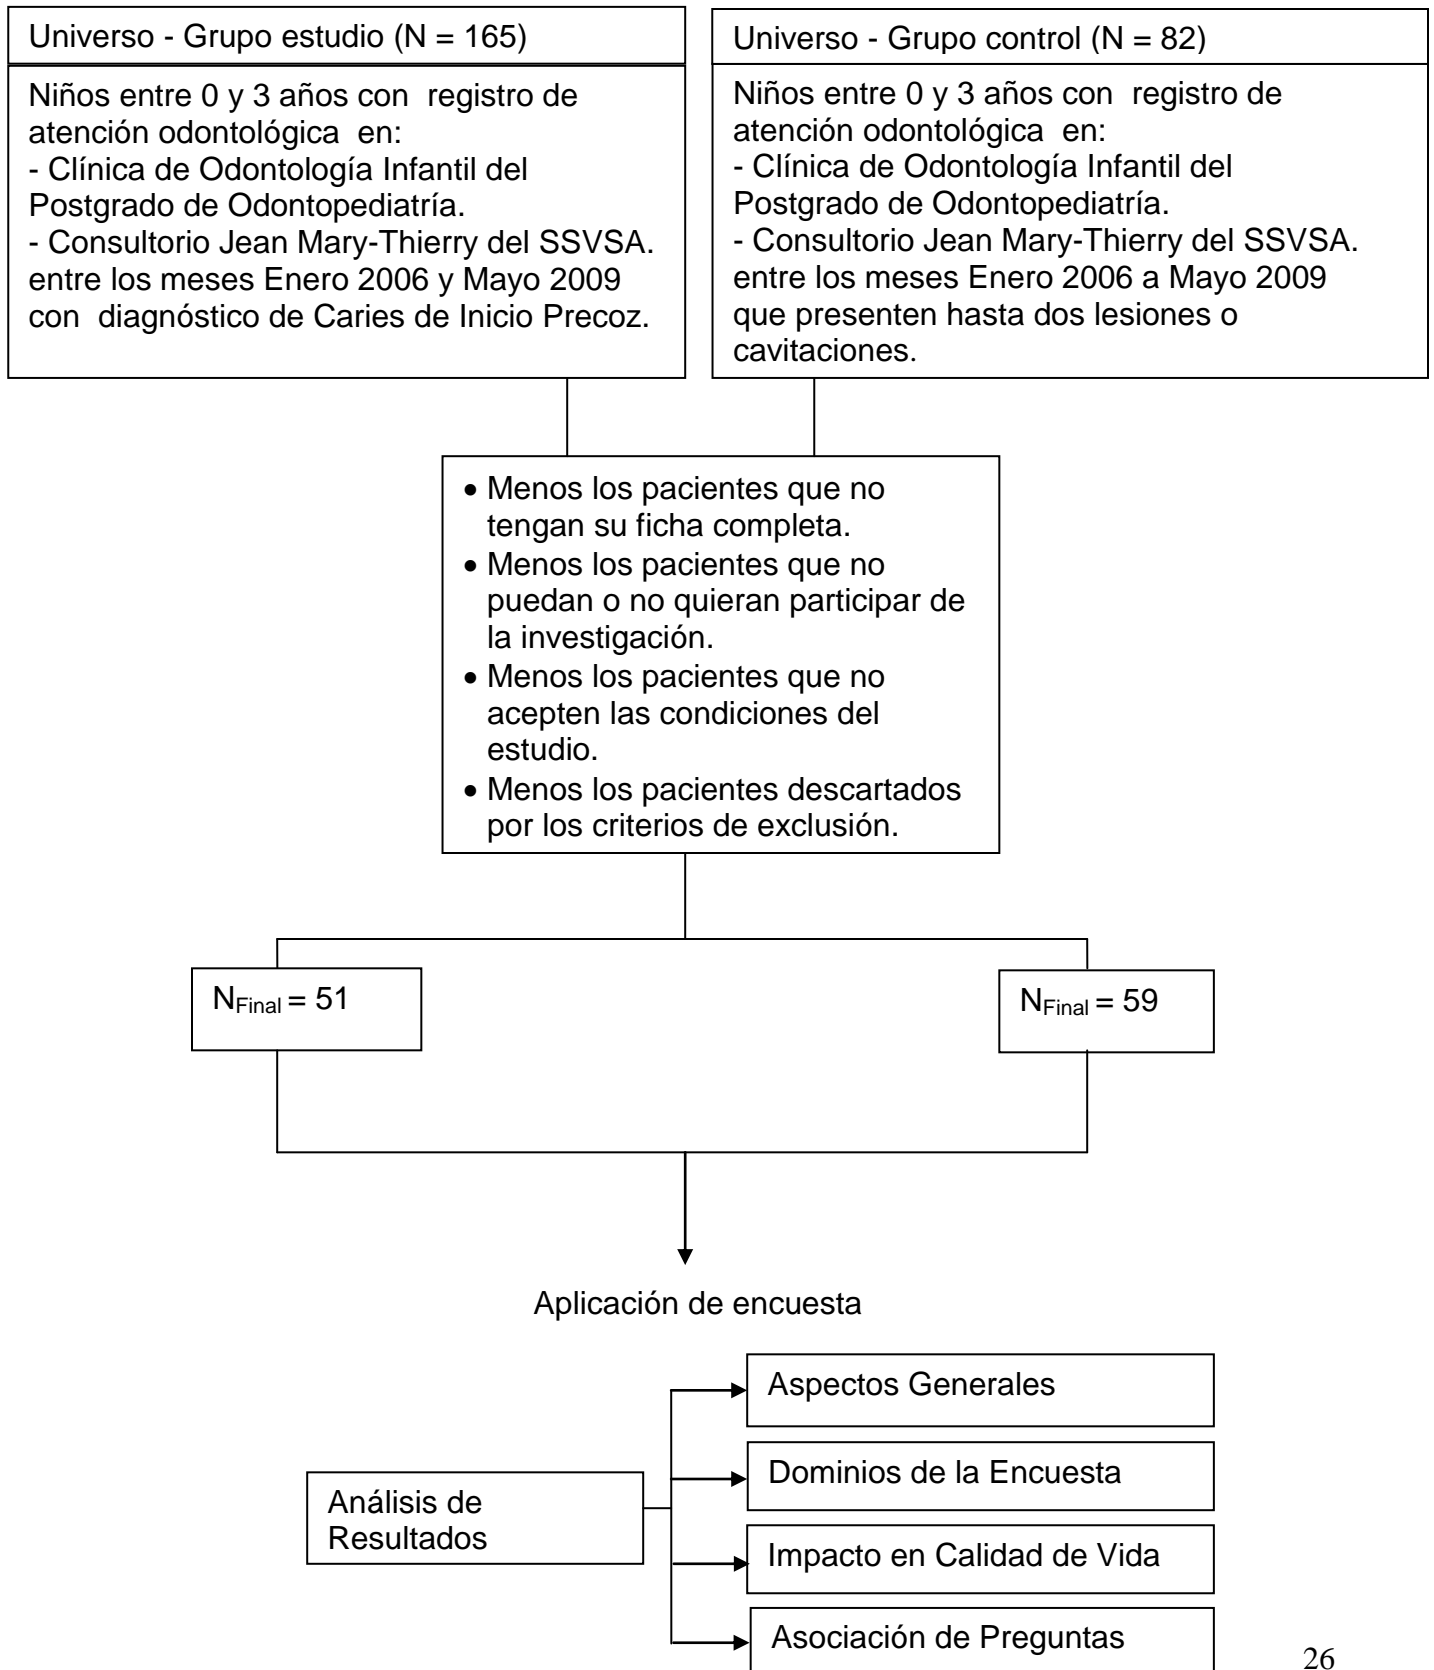 Universo - Grupo estudio (N = 165)
Niños entre 0 y 3 años con registro de
atención odontológica en:
- Clínica de Odontología Infantil del
Postgrado de Odontopediatría.
- Consultorio Jean Mary-Thierry del SSVSA.
entre los meses Enero 2006 y Mayo 2009
con diagnóstico de Caries de Inicio Precoz.
Universo - Grupo control (N = 82)
Niños entre 0 y 3 años con registro de
atención odontológica en:
- Clínica de Odontología Infantil del
Postgrado de Odontopediatría.
- Consultorio Jean Mary-Thierry del SSVSA.
entre los meses Enero 2006 a Mayo 2009
que presenten hasta dos lesiones o
cavitaciones.
• Menos los pacientes que no
tengan su ficha completa.
• Menos los pacientes que no
puedan o no quieran participar de
la investigación.
• Menos los pacientes que no
acepten las condiciones del
estudio.
• Menos los pacientes descartados
por los criterios de exclusión.
NFinal = 51
NFinal = 59
Aplicación de encuesta
Análisis de
Resultados
Aspectos Generales
Dominios de la Encuesta
Impacto en Calidad de Vida
Asociación de Preguntas
26